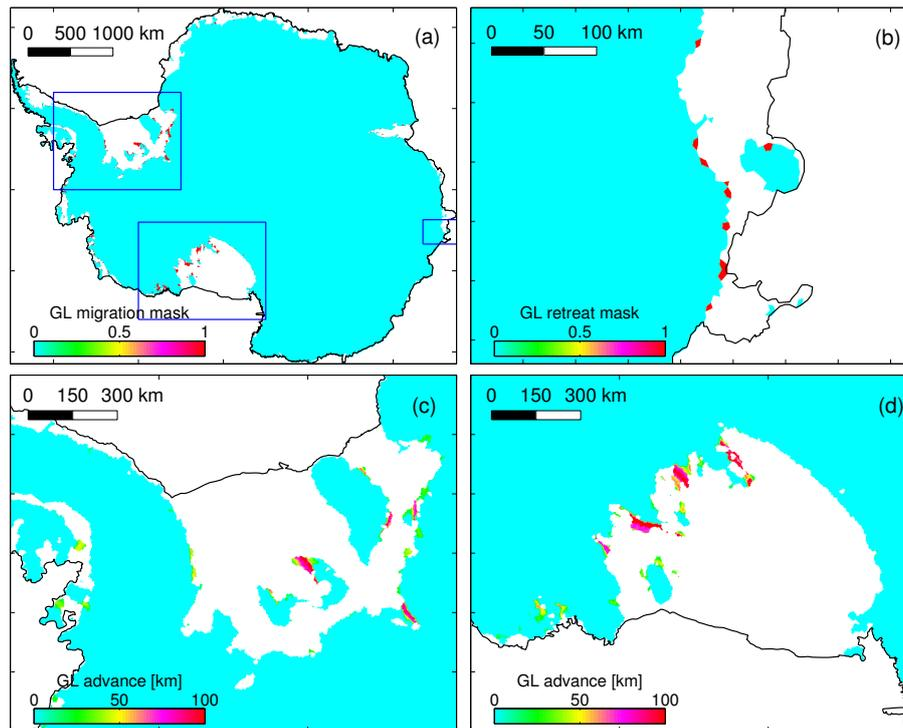 (a)
0 500 1000 km
GL migration mask
0 0.5 1
(b)
0 50 100 km
GL retreat mask
0 0.5 1
(c)
0 150 300 km
GL advance [km]
0 50 100
(d)
0 150 300 km
GL advance [km]
0 50 100